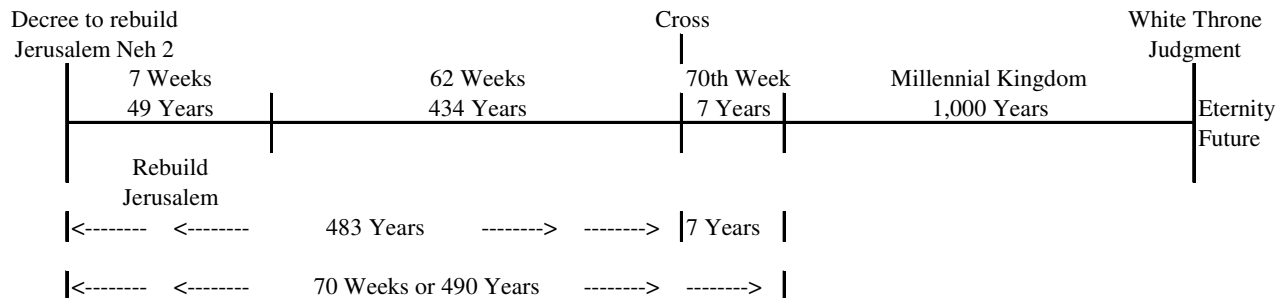 Decree to rebuild Cross White Throne
Jerusalem Neh 2 Judgment
7 Weeks 62 Weeks 70th Week Millennial Kingdom
49 Years 434 Years 7 Years 1,000 Years Eternity
Future
Rebuild
Jerusalem
|<-------- <-------- 483 Years --------> --------> |7 Years |
|<-------- <-------- 70 Weeks or 490 Years --------> --------> |